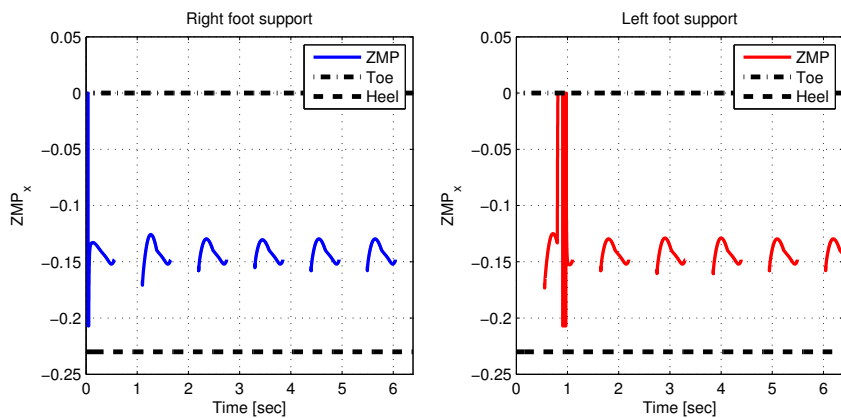 Right foot support
0.05
0
−0.05
−0.1
−0.15
−0.2
−0.25
ZMPx
0 1 2 3 4 5 6
Time [sec]
ZMP
Toe
Heel
Left foot support
0.05
0
−0.05
−0.1
−0.15
−0.2
−0.25
ZMPx
0 1 2 3 4 5 6
Time [sec]
ZMP
Toe
Heel